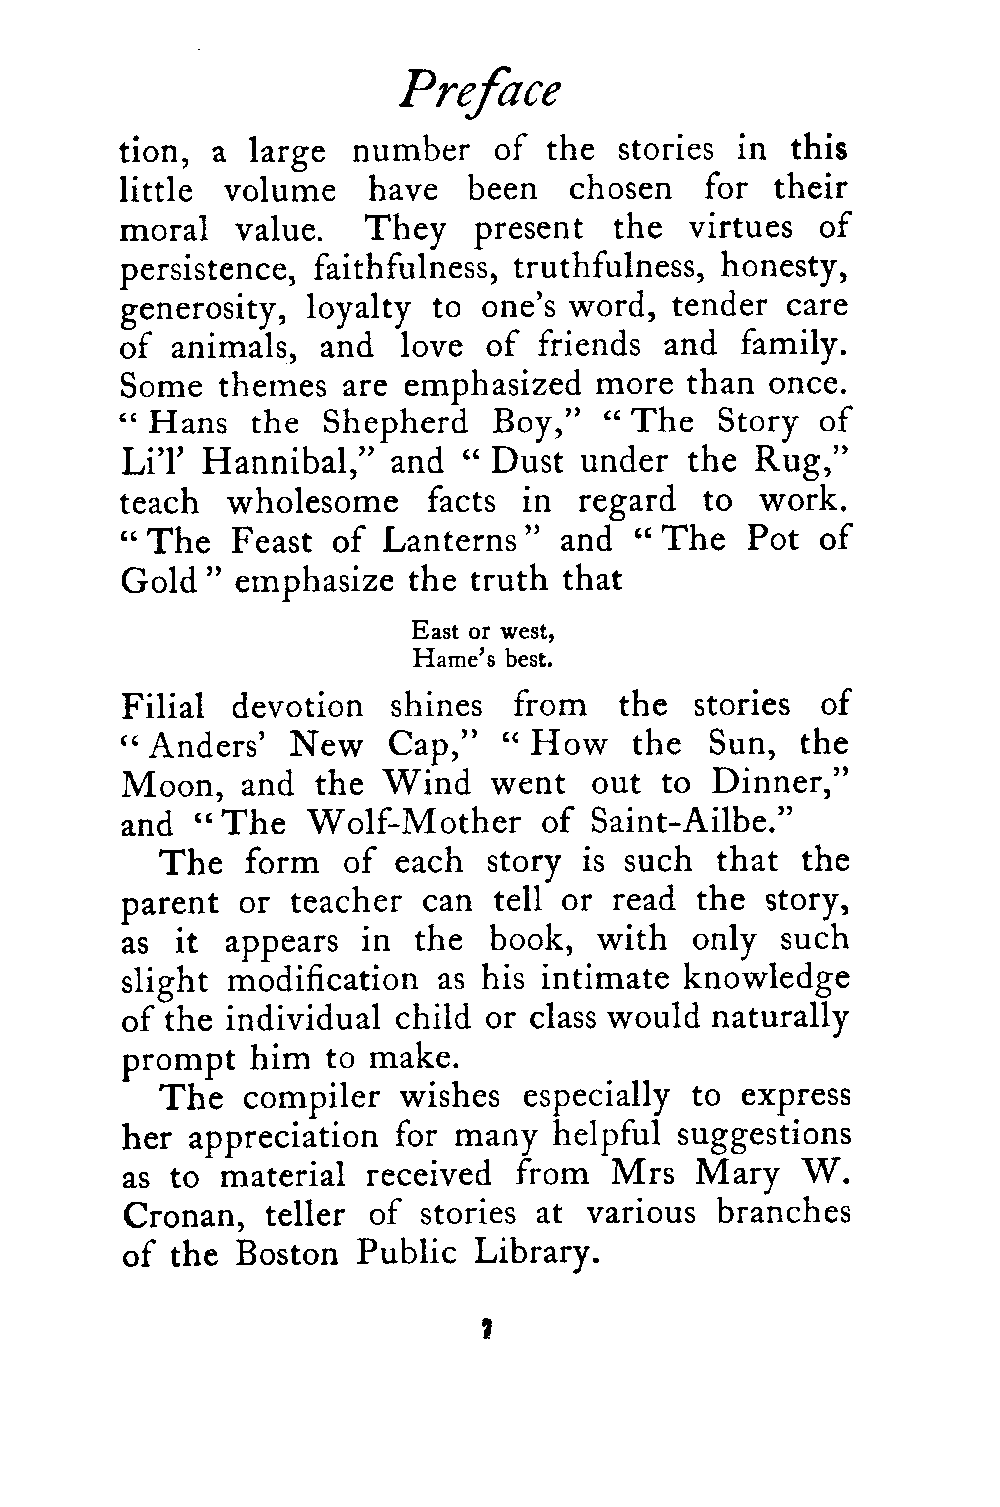 Preface
tion, a large number of the stories in this
little volume have been chosen for their
moral value. They present the virtues of
persistence, faithfulness, truthfulness, honesty,
generosity, loyalty to one's word, tender care
of animals, and love of friends and family.
Some themes are emphasized more than once.
“ Hans the Shepherd Boy,” “ The Story of
Li'l' Hannibal,” and “ Dust under the Rug,”
teach wholesome facts in regard to work.
“ The Feast of Lanterns ” and “ The Pot of
Gold ” emphasize the truth that
East or west,
Hame's best.
Filial devotion shines from the stories of
“ Anders' New Cap,” “ How the Sun, the
Moon, and the Wind went out to Dinner,”
and “ The Wolf-Mother of Saint-Ailbe.”
The form of each story is such that the
parent or teacher can tell or read the story,
as it appears in the book, with only such
slight modification as his intimate knowledge
of the individual child or class would naturally
prompt him to make.
The compiler wishes especially to express
her appreciation for many helpful suggestions
as to material received from Mrs Mary W.
Cronan, teller of stories at various branches
of the Boston Public Library.